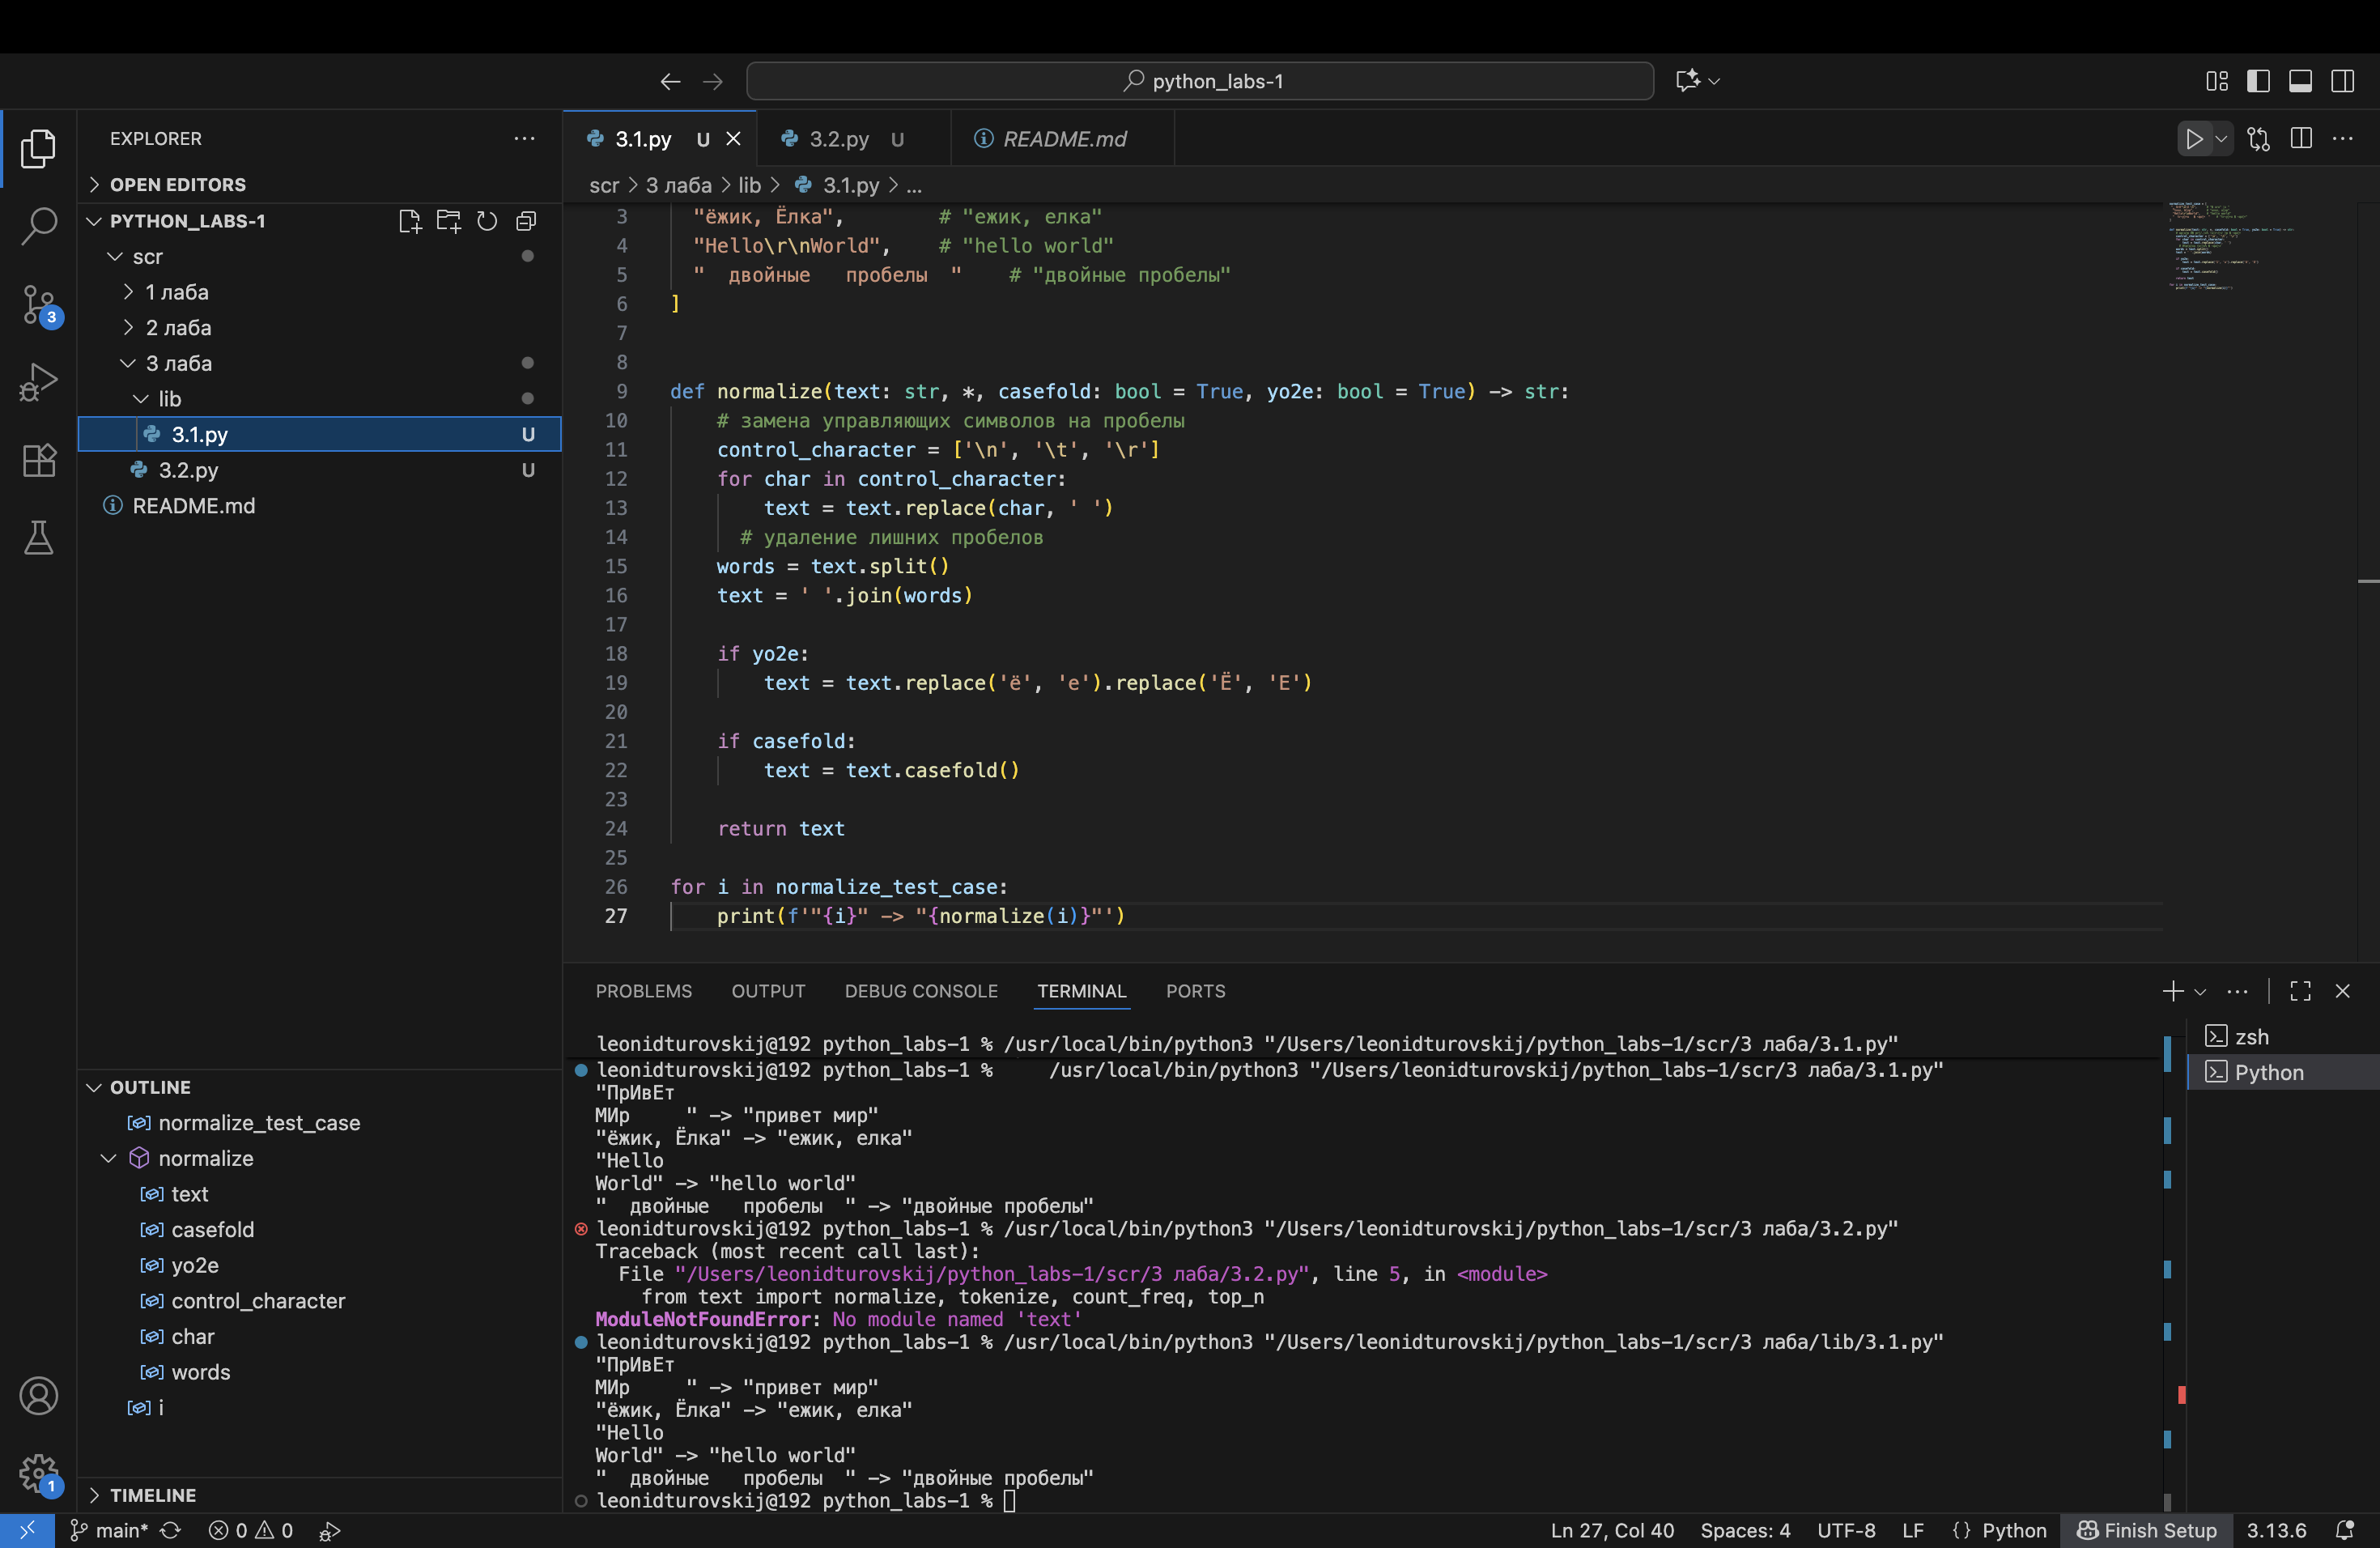 python_labs-1
EXPLORER
OPEN EDITORS
PYTHON_LABS-1
scr
1 лаба
2 лаба
3
3 лаба
lib
3.1.py U
3.2.py U
README.md
OUTLINE
normalize_test_case
normalize
text
casefold
yo2e
control_character
char
words
i
1
TIMELINE
3.1.py U
3.2.py U
README.md
scr > 3 лаба > lib > 3.1.py > ...
3 "ёжик, Ёлка", # "ежик, елка"
4 "Hello\r\nWorld", # "hello world"
5 "  двойные   пробелы  " # "двойные пробелы"
6 ]
7
8
9 def normalize(text: str, *, casefold: bool = True, yo2e: bool = True) -> str:
10 # замена управляющих символов на пробелы
11 control_character = ['\n', '\t', '\r']
12 for char in control_character:
13 text = text.replace(char, ' ')
14 # удаление лишних пробелов
15 words = text.split()
16 text = ' '.join(words)
17
18 if yo2e:
19 text = text.replace('ё', 'е').replace('Ё', 'Е')
20
21 if casefold:
22 text = text.casefold()
23
24 return text
25
26 for i in normalize_test_case:
27 print(f'"{i}" -> "{normalize(i)}"')
PROBLEMS OUTPUT DEBUG CONSOLE TERMINAL PORTS
leonidturovskij@192 python_labs-1 % /usr/local/bin/python3 "/Users/leonidturovskij/python_labs-1/scr/3 лаба/3.1.py"
leonidturovskij@192 python_labs-1 %     /usr/local/bin/python3 "/Users/leonidturovskij/python_labs-1/scr/3 лаба/3.1.py"
"ПрИвЕт
МИр     " -> "привет мир"
"ёжик, Ёлка" -> "ежик, елка"
"Hello
World" -> "hello world"
"  двойные   пробелы  " -> "двойные пробелы"
leonidturovskij@192 python_labs-1 % /usr/local/bin/python3 "/Users/leonidturovskij/python_labs-1/scr/3 лаба/3.2.py"
Traceback (most recent call last):
File "/Users/leonidturovskij/python_labs-1/scr/3 лаба/3.2.py", line 5, in <module>
from text import normalize, tokenize, count_freq, top_n
ModuleNotFoundError: No module named 'text'
leonidturovskij@192 python_labs-1 % /usr/local/bin/python3 "/Users/leonidturovskij/python_labs-1/scr/3 лаба/lib/3.1.py"
"ПрИвЕт
МИр     " -> "привет мир"
"ёжик, Ёлка" -> "ежик, елка"
"Hello
World" -> "hello world"
"  двойные   пробелы  " -> "двойные пробелы"
leonidturovskij@192 python_labs-1 %
zsh
Python
main* 0 0
Ln 27, Col 40 Spaces: 4 UTF-8 LF {} Python Finish Setup 3.13.6